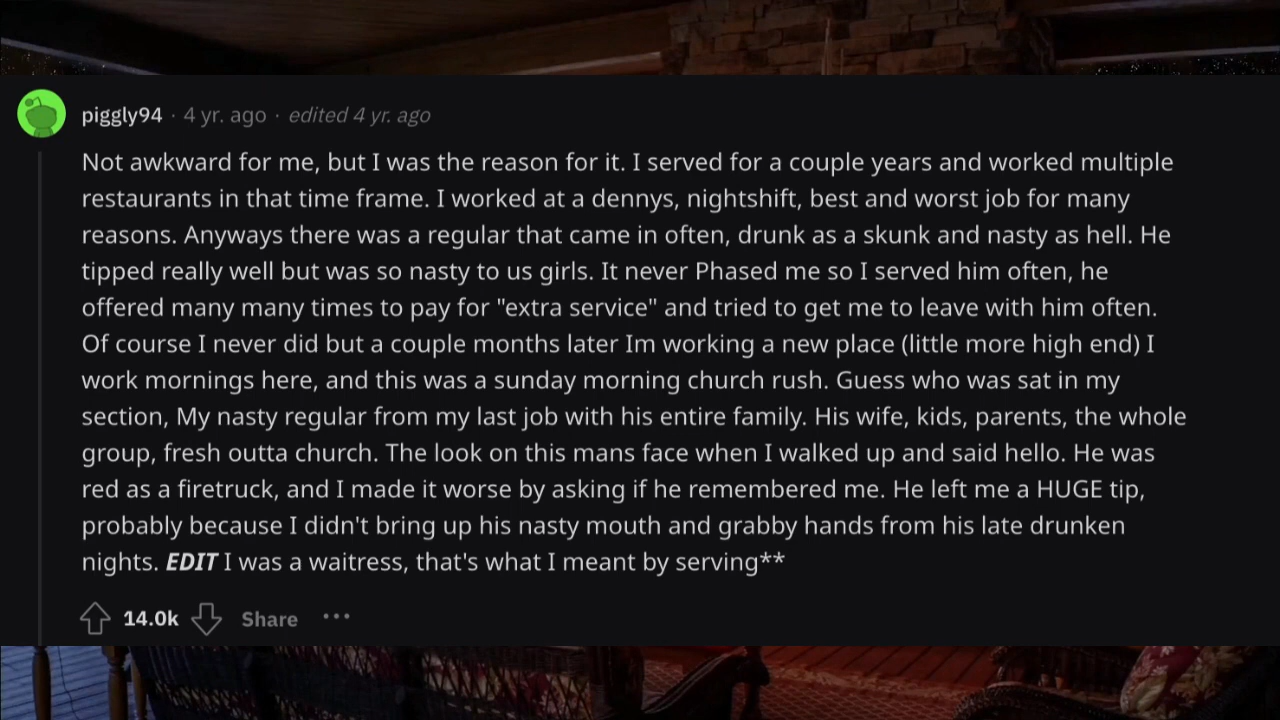 piggly94 · 4 yr. ago · edited 4 yr. ago
Not awkward for me, but I was the reason for it. I served for a couple years and worked multiple
restaurants in that time frame. I worked at a dennys, nightshift, best and worst job for many
reasons. Anyways there was a regular that came in often, drunk as a skunk and nasty as hell. He
tipped really well but was so nasty to us girls. It never Phased me so I served him often, he
offered many many times to pay for "extra service" and tried to get me to leave with him often.
Of course I never did but a couple months later Im working a new place (little more high end) I
work mornings here, and this was a sunday morning church rush. Guess who was sat in my
section, My nasty regular from my last job with his entire family. His wife, kids, parents, the whole
group, fresh outta church. The look on this mans face when I walked up and said hello. He was
red as a firetruck, and I made it worse by asking if he remembered me. He left me a HUGE tip,
probably because I didn't bring up his nasty mouth and grabby hands from his late drunken
nights. EDIT I was a waitress, that's what I meant by serving**
14.0k Share ···